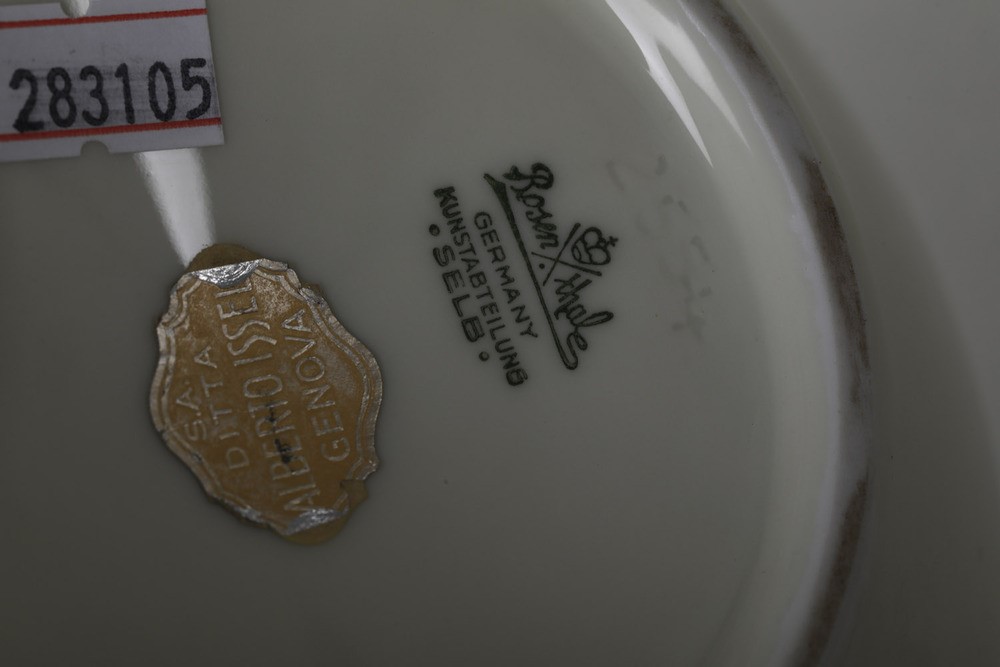 283105
Rosenthal
GERMANY
KUNSTABTEILUNG
• SELB •
S.A.
DITTA
ALBERTO ISSEL
GENOVA